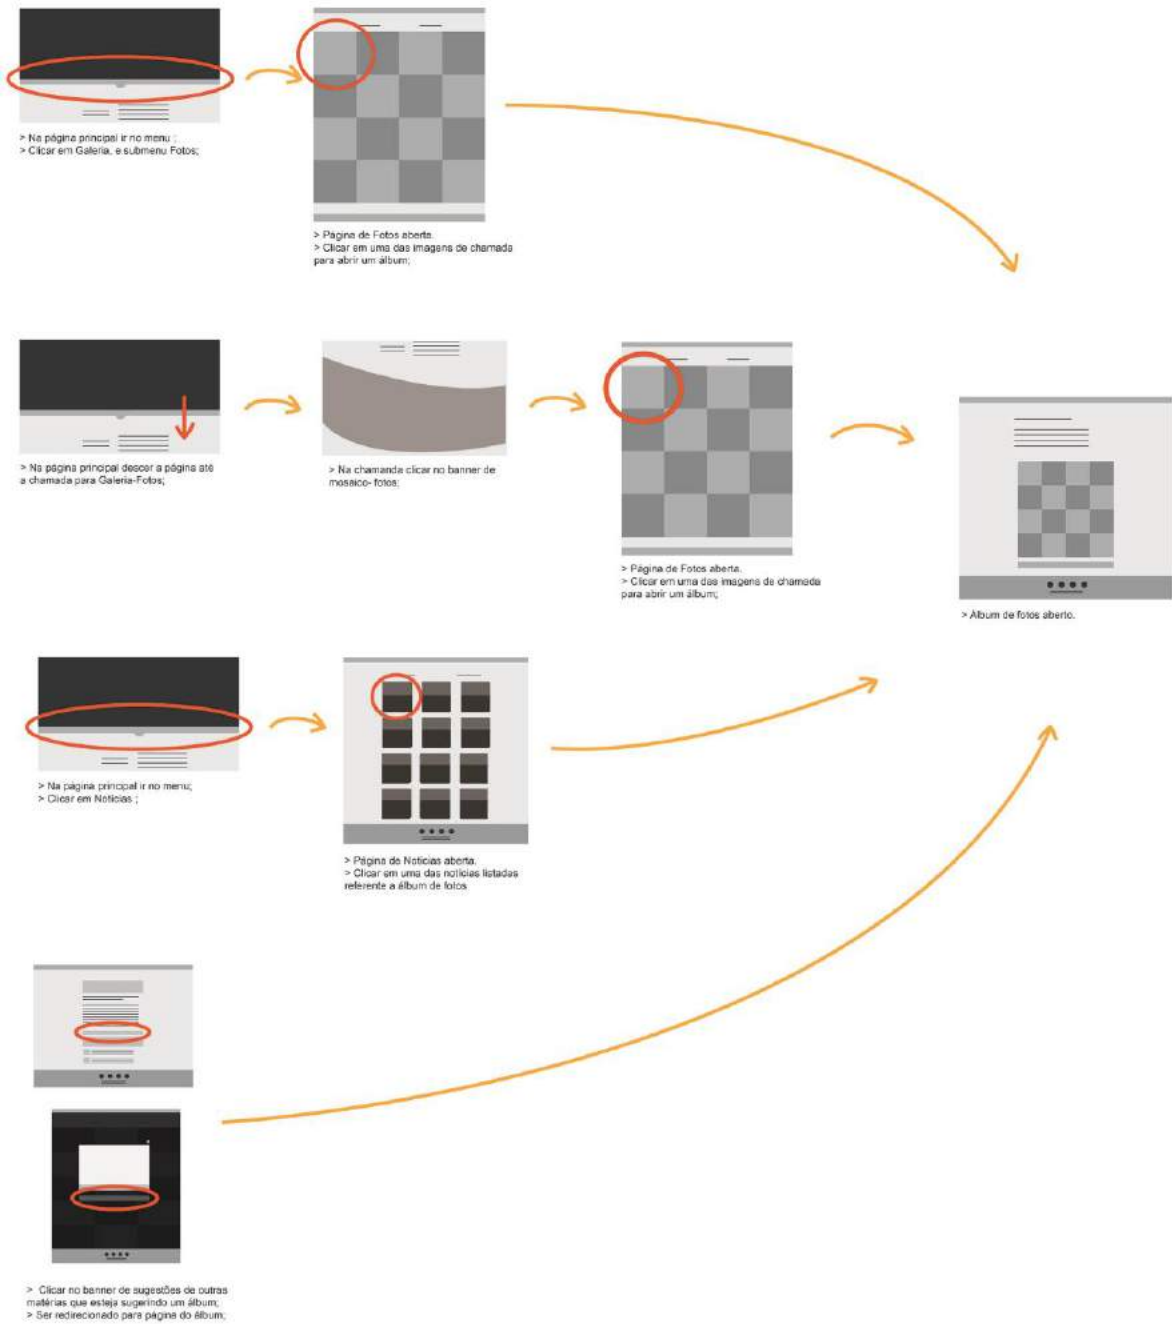 > Na página principal ir no menu ;
> Clicar em Galeria, e submenu Fotos;
> Página de Fotos aberta.
> Clicar em uma das imagens de chamada
para abrir um álbum;
> Na página principal descer a página até
a chamada para Galeria-Fotos;
> Na chamanda clicar no banner de
mosaico- fotos;
> Página de Fotos aberta.
> Clicar em uma das imagens de chamada
para abrir um álbum;
> Álbum de fotos aberto.
> Na página principal ir no menu;
> Clicar em Notícias ;
> Página de Notícias aberta.
> Clicar em uma das notícias listadas
referente a álbum de fotos
> Clicar no banner de sugestões de outras
matérias que esteja sugerindo um álbum;
> Ser redirecionado para página do álbum;